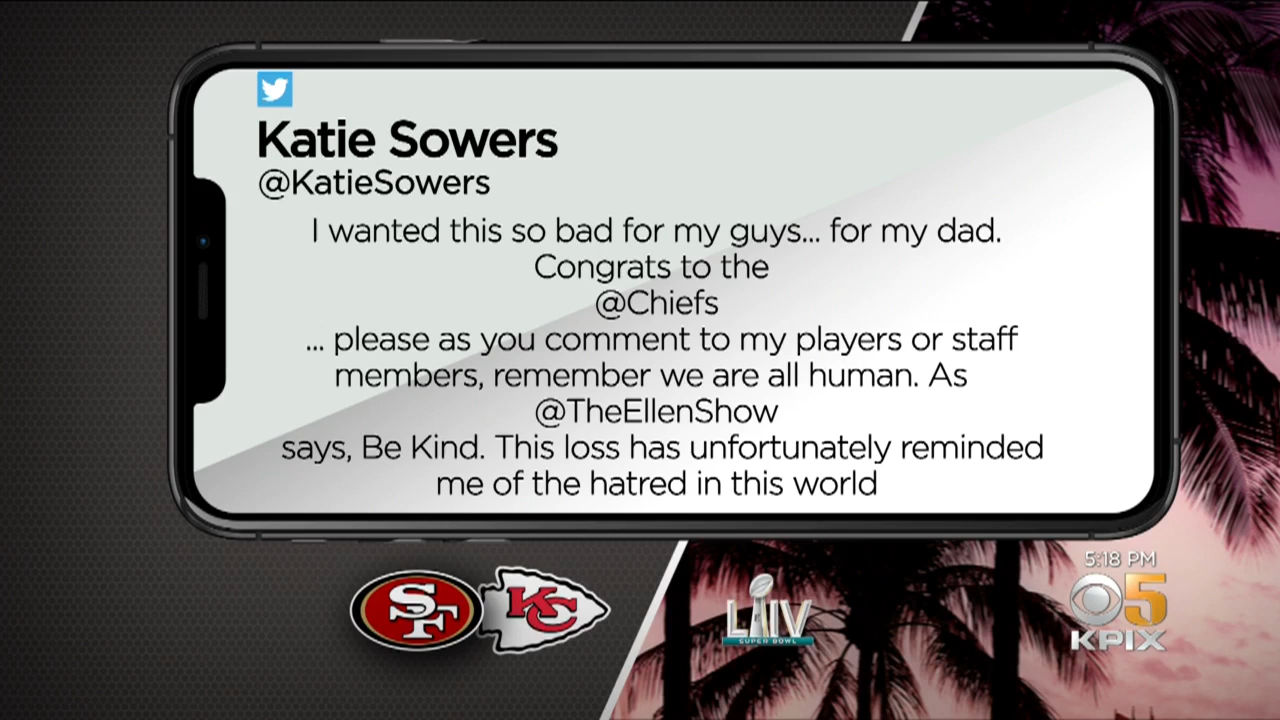 Katie Sowers
@KatieSowers
I wanted this so bad for my guys... for my dad.
Congrats to the
@Chiefs
... please as you comment to my players or staff
members, remember we are all human. As
@TheEllenShow
says, Be Kind. This loss has unfortunately reminded
me of the hatred in this world
SF
KC
LIV
SUPER BOWL
5:18 PM
5
KPIX